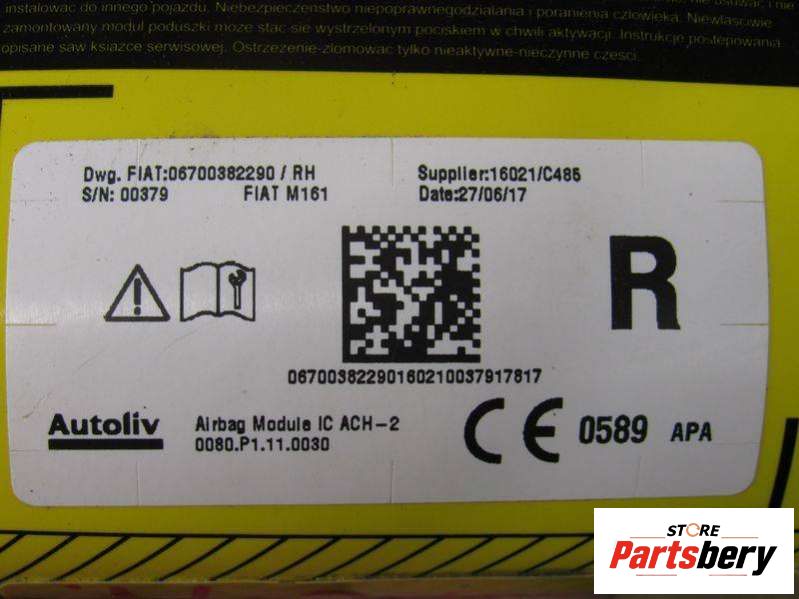 instalowac do innego pojazdu. Niebezpieczenstwo niepoprawnegodzialania i poranienia czlowieka. Niewlasciwie
zamontowany modul poduszki moze stac-sie wystrzelonym pociskiem w chwili aktywacji. Instrukcje postepowania
opisane saw ksiazce serwisowej. Ostrzezenie-zlomowac tylko nieaktywne-nieczynne czesci.
Dwg. FIAT:06700382290 / RH
Supplier:16021/C485
S/N: 00379
FIAT M161
Date:27/06/17
R
06700382290160210037917817
Autoliv
Airbag Module IC ACH-2
0080.P1.11.0030
CE 0589 APA
STORE
Partsbery